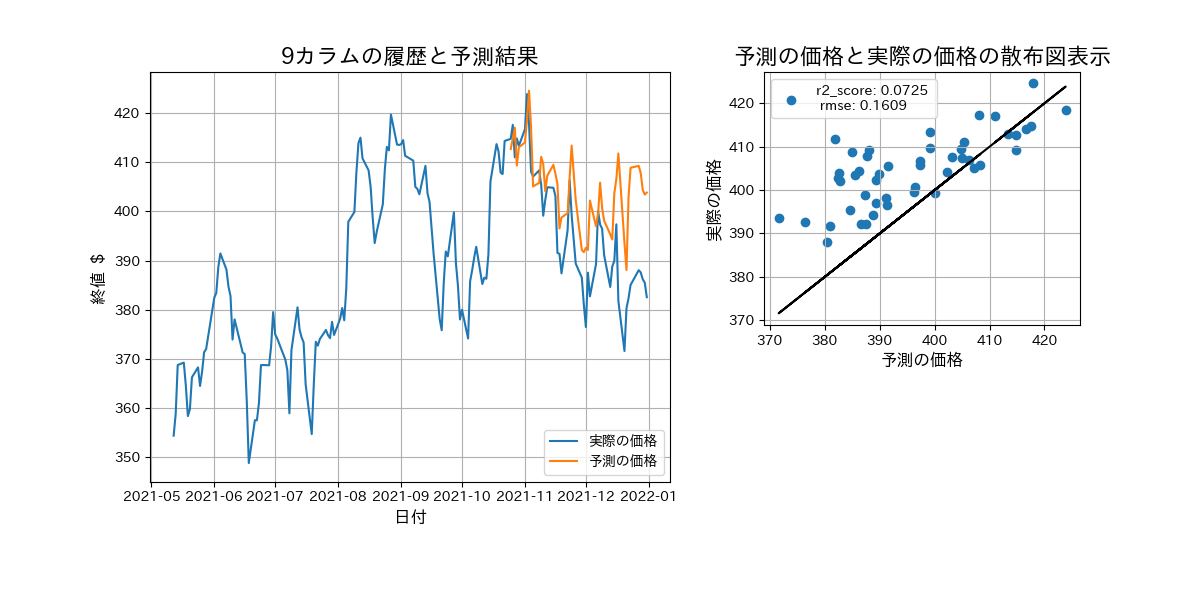 9カラムの履歴と予測結果
420
410
400
390
380
370
360
350
終値 $
2021-05 2021-06 2021-07 2021-08 2021-09 2021-10 2021-11 2021-12 2022-01
日付
実際の価格
予測の価格
予測の価格と実際の価格の散布図表示
r2_score: 0.0725
rmse: 0.1609
420
410
400
390
380
370
実際の価格
370 380 390 400 410 420
予測の価格